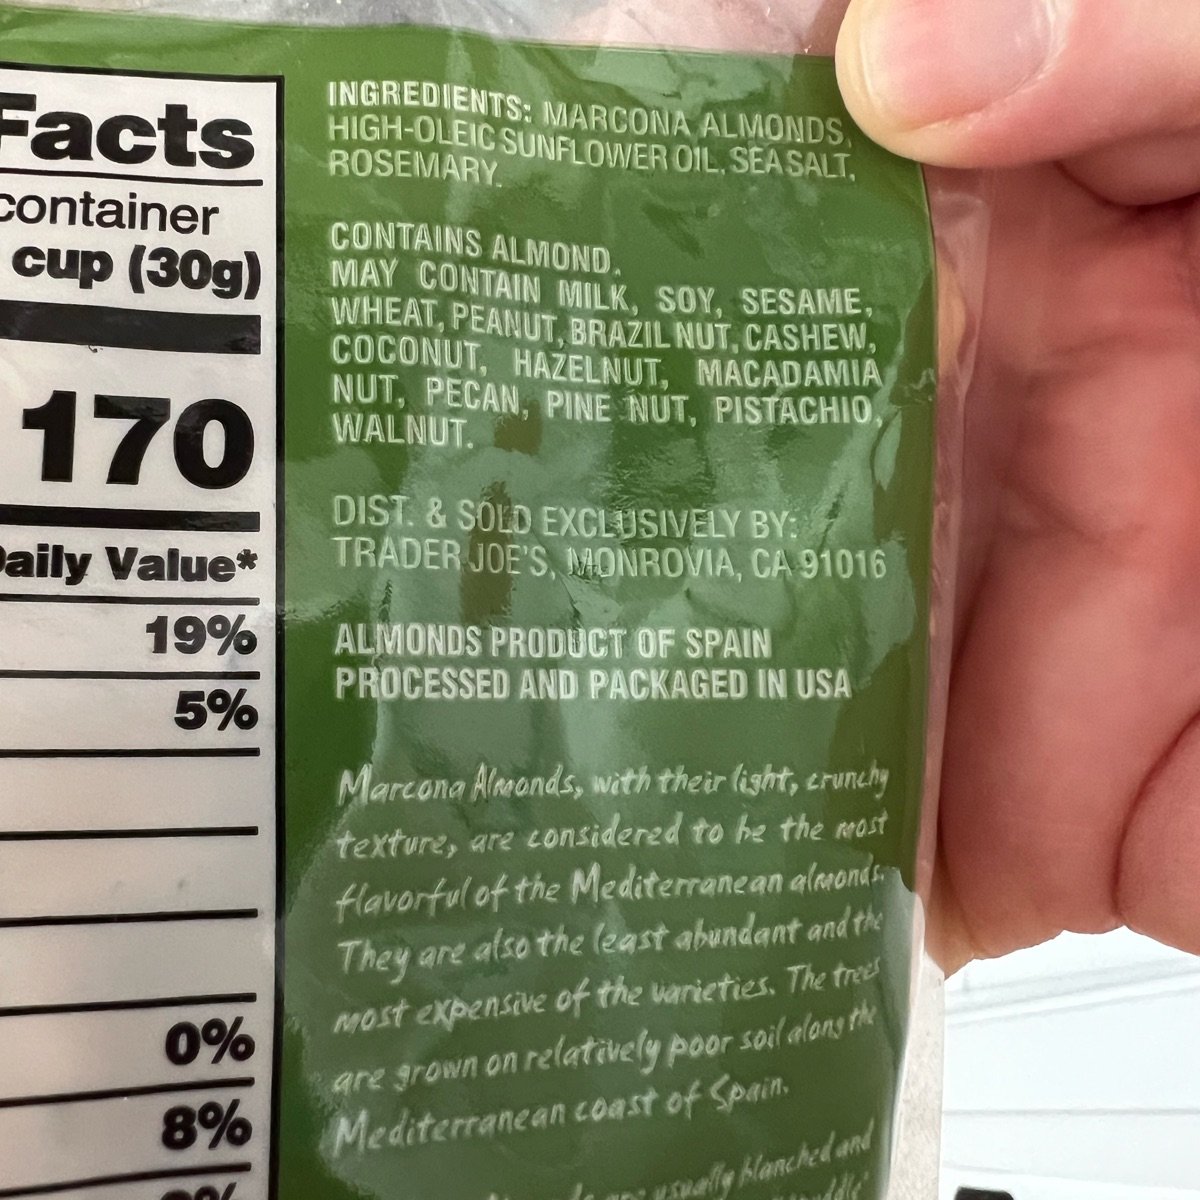 Facts
container
cup (30g)
170
Daily Value*
19%
5%
0%
8%
INGREDIENTS: MARCONA ALMONDS,
HIGH-OLEIC SUNFLOWER OIL, SEA SALT,
ROSEMARY.
CONTAINS ALMOND.
MAY CONTAIN MILK, SOY, SESAME,
WHEAT, PEANUT, BRAZIL NUT, CASHEW,
COCONUT, HAZELNUT, MACADAMIA
NUT, PECAN, PINE NUT, PISTACHIO,
WALNUT.
DIST. & SOLD EXCLUSIVELY BY:
TRADER JOE'S, MONROVIA, CA 91016
ALMONDS PRODUCT OF SPAIN
PROCESSED AND PACKAGED IN USA
Marcona Almonds, with their light, crunchy
texture, are considered to be the most
flavorful of the Mediterranean almonds.
They are also the least abundant and the
most expensive of the varieties. The trees
are grown on relatively poor soil along the
Mediterranean coast of Spain.
are usually blanched and